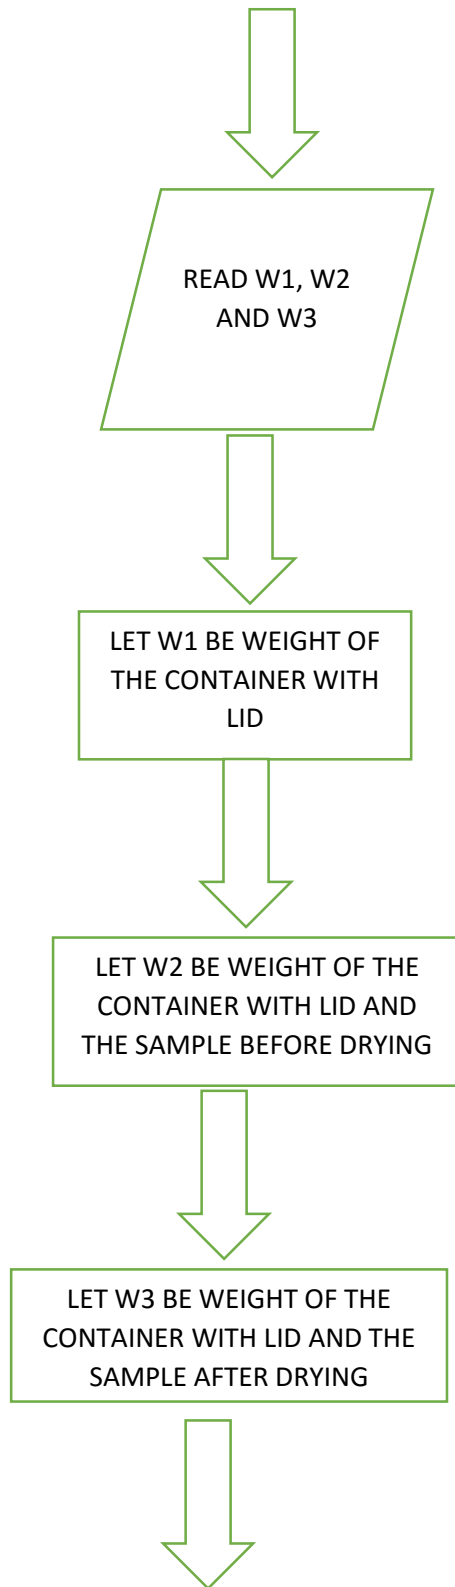 READ W1, W2
AND W3
LET W1 BE WEIGHT OF
THE CONTAINER WITH
LID
LET W2 BE WEIGHT OF THE
CONTAINER WITH LID AND
THE SAMPLE BEFORE DRYING
LET W3 BE WEIGHT OF THE
CONTAINER WITH LID AND THE
SAMPLE AFTER DRYING